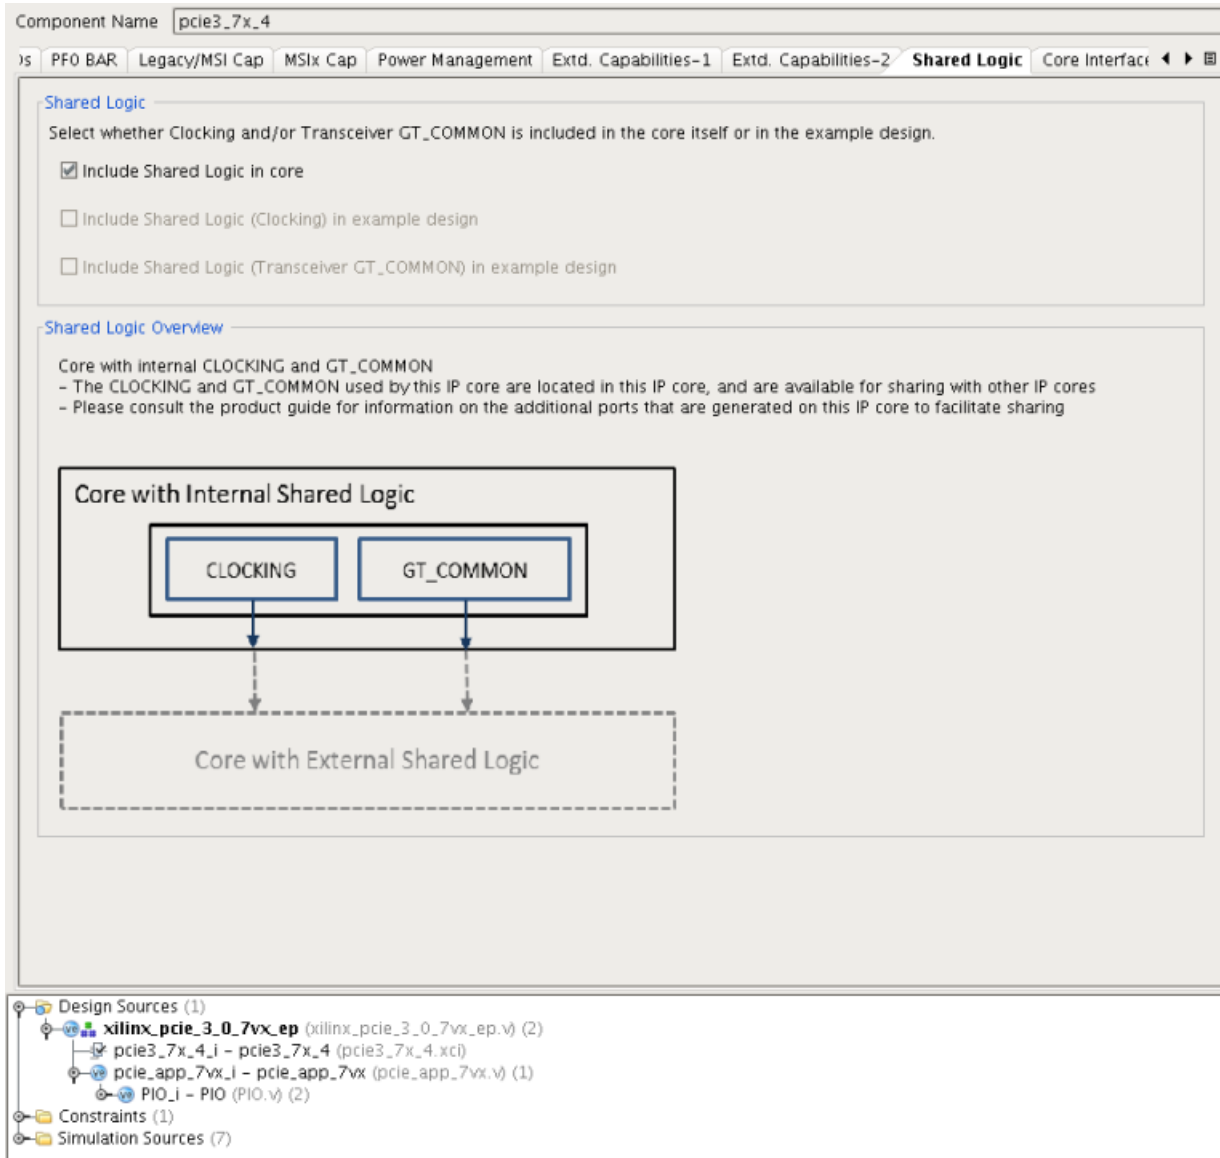 Component Name pcie3_7x_4
)s PF0 BAR Legacy/MSI Cap MSIx Cap Power Management Extd. Capabilities-1 Extd. Capabilities-2 Shared Logic Core Interface
Shared Logic
Select whether Clocking and/or Transceiver GT_COMMON is included in the core itself or in the example design.
Include Shared Logic in core
Include Shared Logic (Clocking) in example design
Include Shared Logic (Transceiver GT_COMMON) in example design
Shared Logic Overview
Core with internal CLOCKING and GT_COMMON
- The CLOCKING and GT_COMMON used by this IP core are located in this IP core, and are available for sharing with other IP cores
- Please consult the product guide for information on the additional ports that are generated on this IP core to facilitate sharing
Core with Internal Shared Logic
CLOCKING GT_COMMON
Core with External Shared Logic
Design Sources (1)
xilinx_pcie_3_0_7vx_ep (xilinx_pcie_3_0_7vx_ep.v) (2)
pcie3_7x_4_i - pcie3_7x_4 (pcie3_7x_4.xci)
pcie_app_7vx_i - pcie_app_7vx (pcie_app_7vx.v) (1)
PIO_i - PIO (PIO.v) (2)
Constraints (1)
Simulation Sources (7)